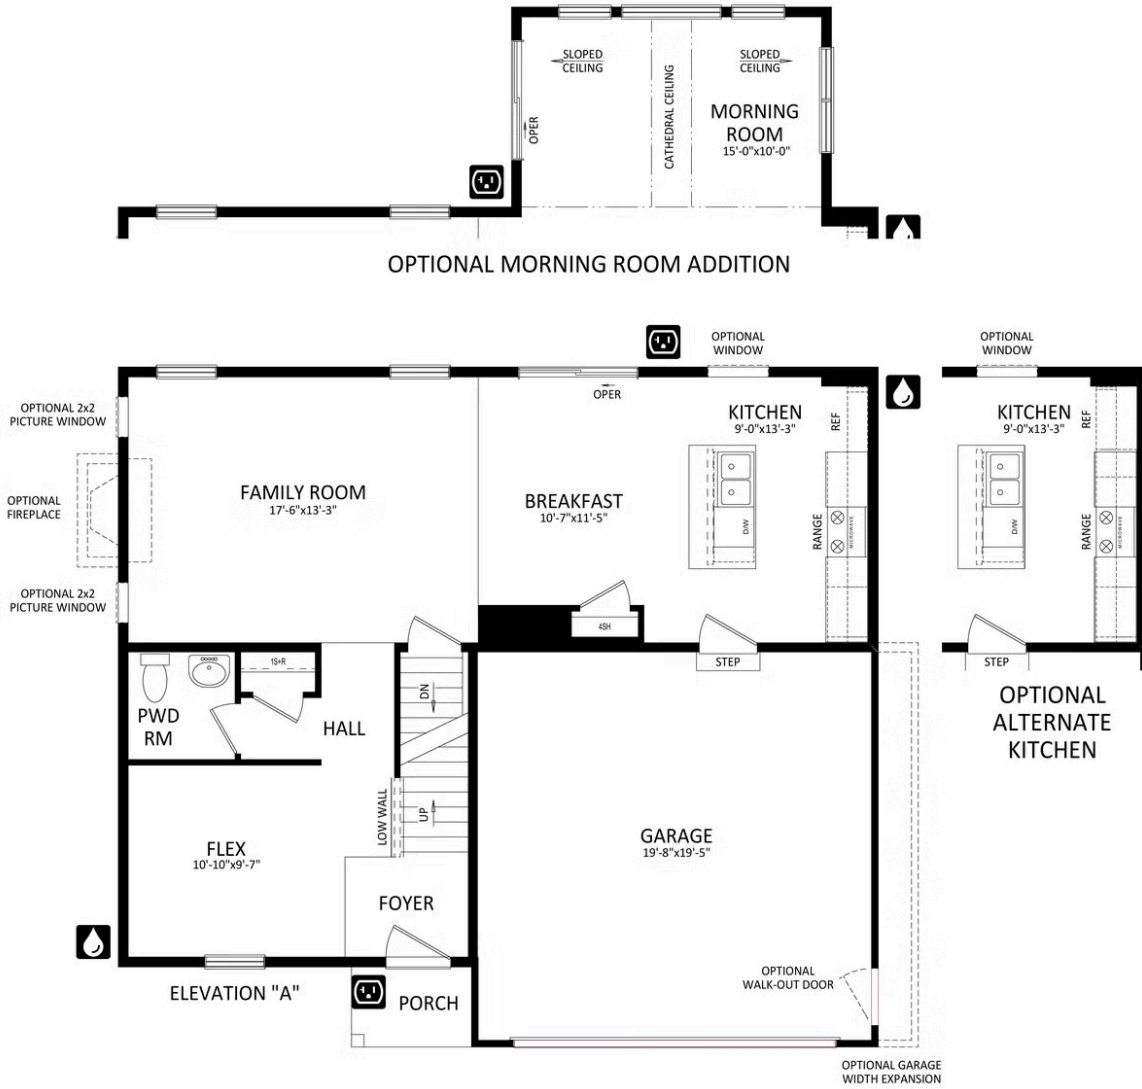 SLOPED
CEILING
SLOPED
CEILING
CATHEDRAL CEILING
MORNING
ROOM
15'-0"x10'-0"
OPER
OPTIONAL MORNING ROOM ADDITION
OPTIONAL
WINDOW
OPTIONAL
WINDOW
OPER
OPTIONAL 2x2
PICTURE WINDOW
KITCHEN
9'-0"x13'-3"
REF
KITCHEN
9'-0"x13'-3"
REF
FAMILY ROOM
17'-6"x13'-3"
BREAKFAST
10'-7"x11'-5"
OPTIONAL
FIREPLACE
D/W
RANGE
MICROWAVE
D/W
RANGE
MICROWAVE
OPTIONAL 2x2
PICTURE WINDOW
4SH
STEP
STEP
1S+R
DN
PWD
RM
HALL
OPTIONAL
ALTERNATE
KITCHEN
LOW WALL
UP
FLEX
10'-10"x9'-7"
GARAGE
19'-8"x19'-5"
FOYER
OPTIONAL
WALK-OUT DOOR
ELEVATION "A"
PORCH
OPTIONAL GARAGE
WIDTH EXPANSION